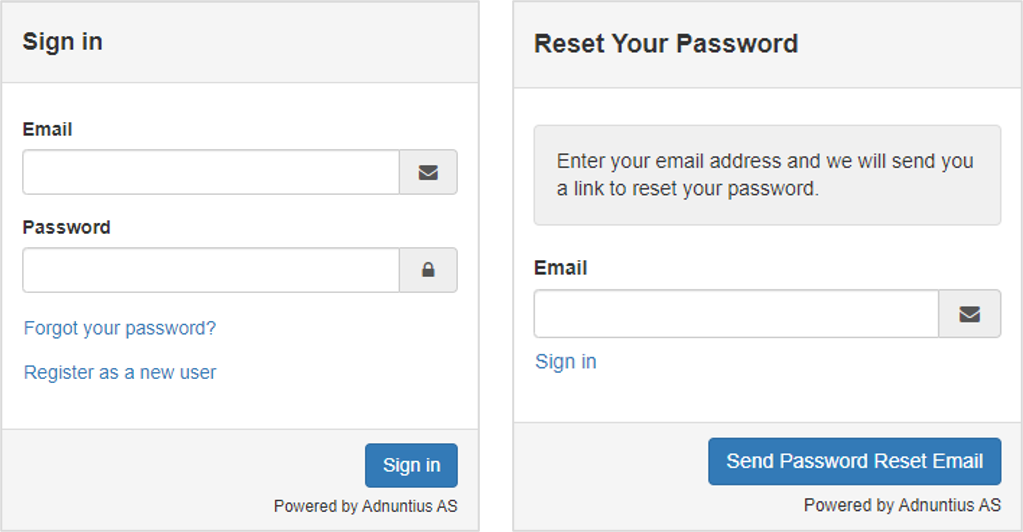 Sign in
Email
Password
Forgot your password?
Register as a new user
Sign in
Powered by Adnuntius AS
Reset Your Password
Enter your email address and we will send you
a link to reset your password.
Email
Sign in
Send Password Reset Email
Powered by Adnuntius AS